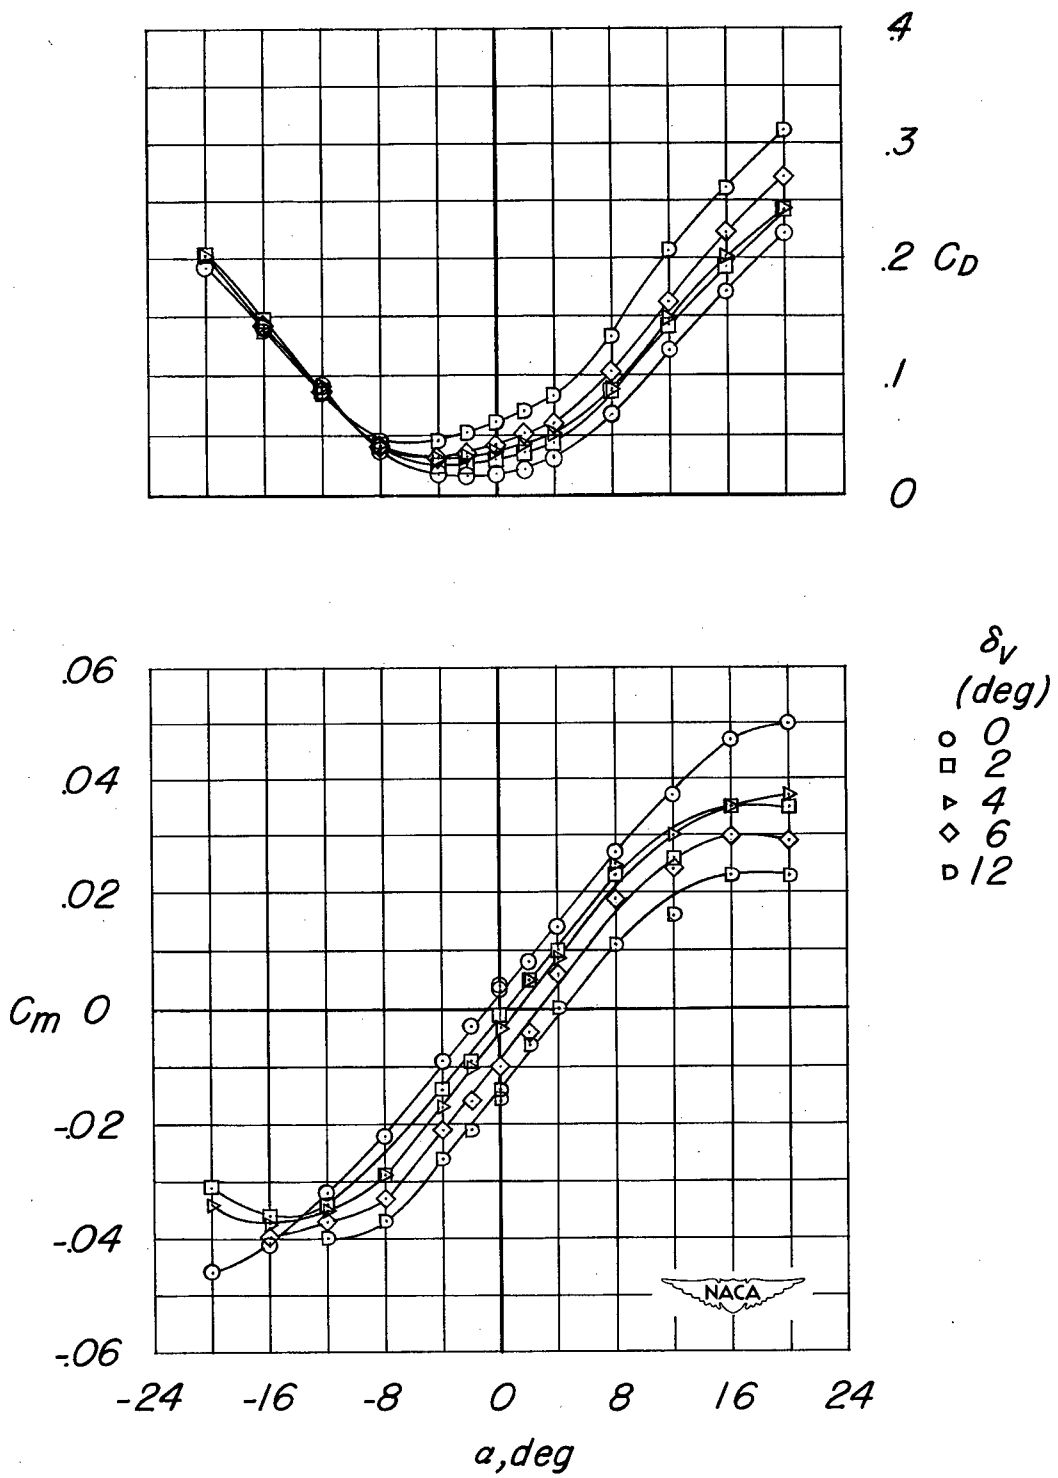 .4
.3
.2 C_D
.1
0
δ_V
(deg)
○ 0
□ 2
▷ 4
◇ 6
D 12
.06
.04
.02
C_m 0
-.02
-.04
-.06
NACA
-24 -16 -8 0 8 16 24
α, deg